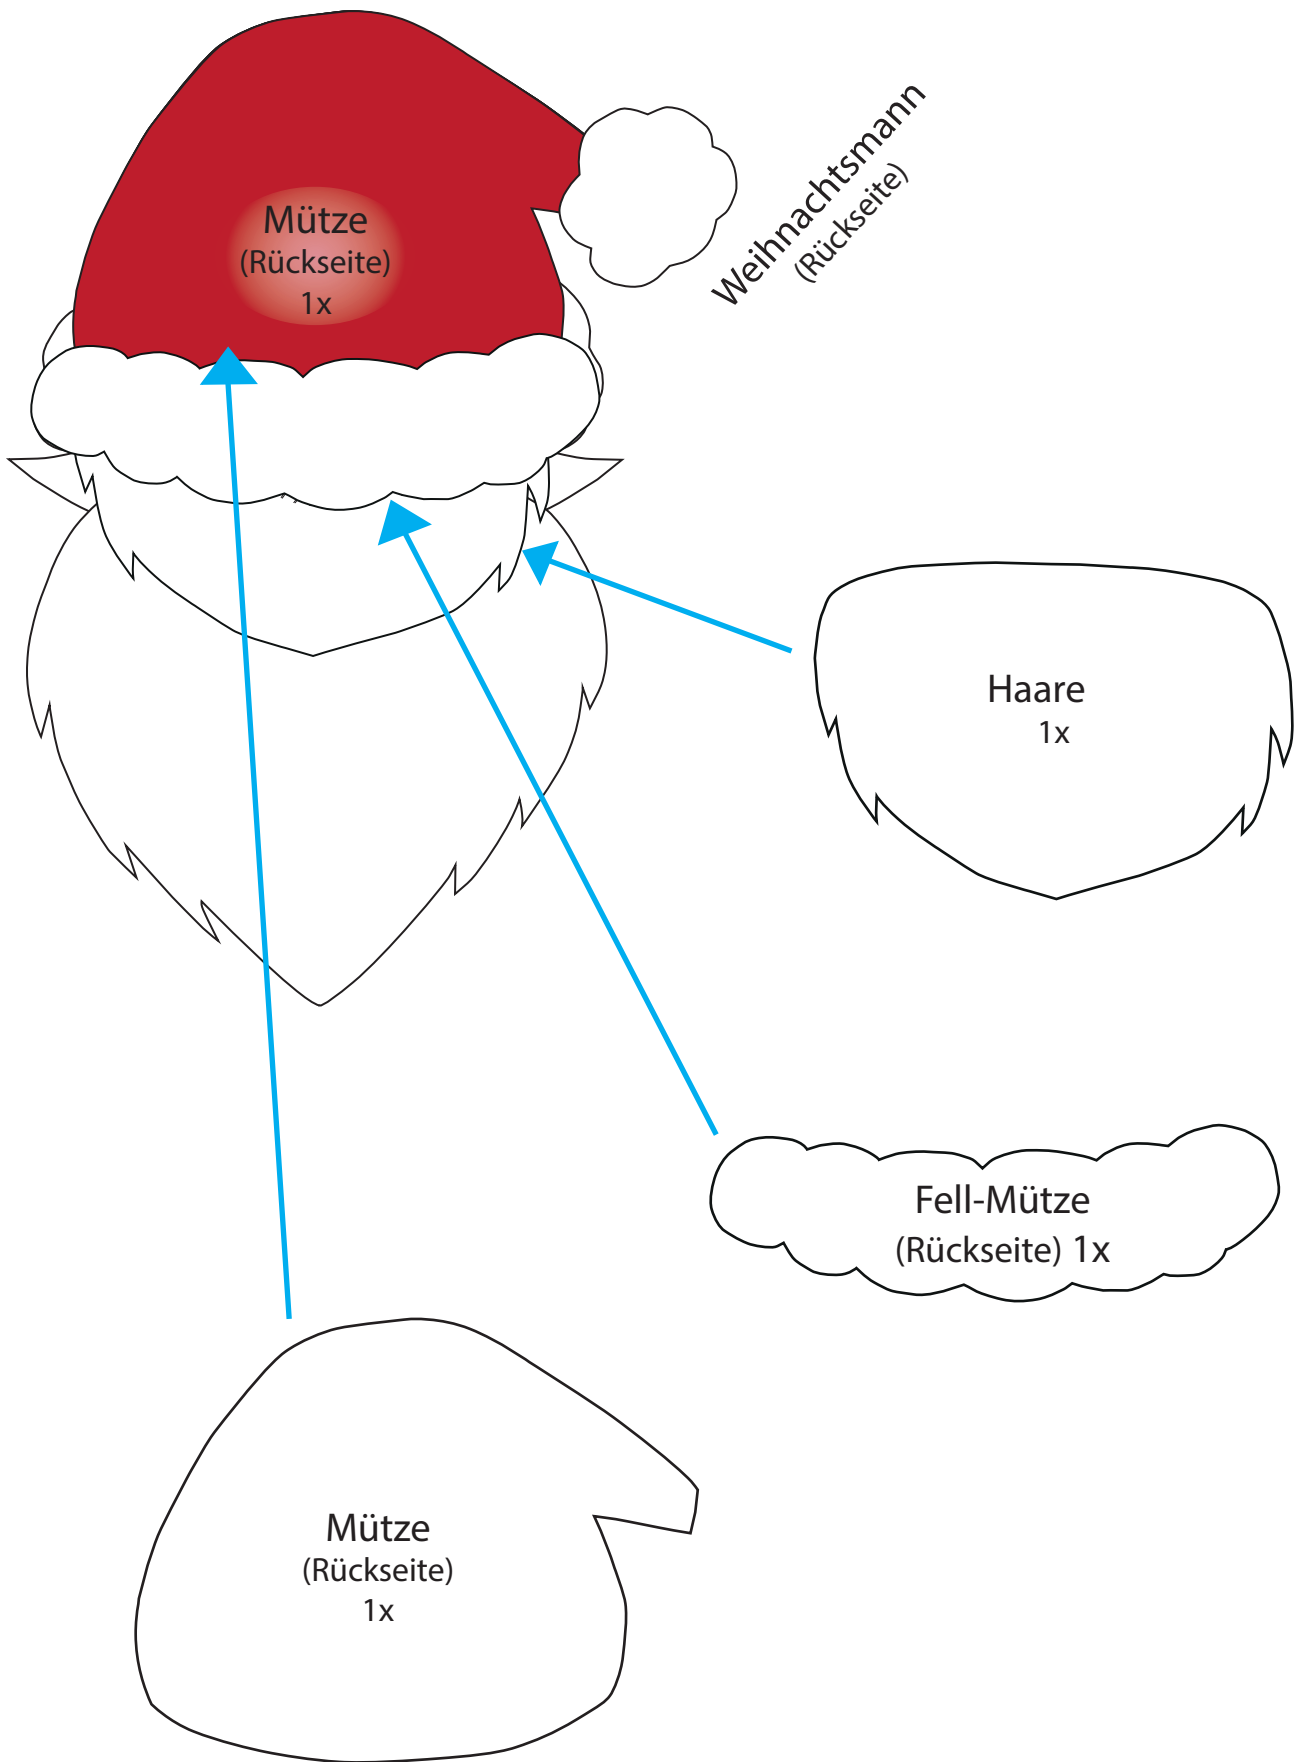 Weihnachtsmann
(Rückseite)
Mütze
(Rückseite)
1x
Haare
1x
Fell-Mütze
(Rückseite) 1x
Mütze
(Rückseite)
1x